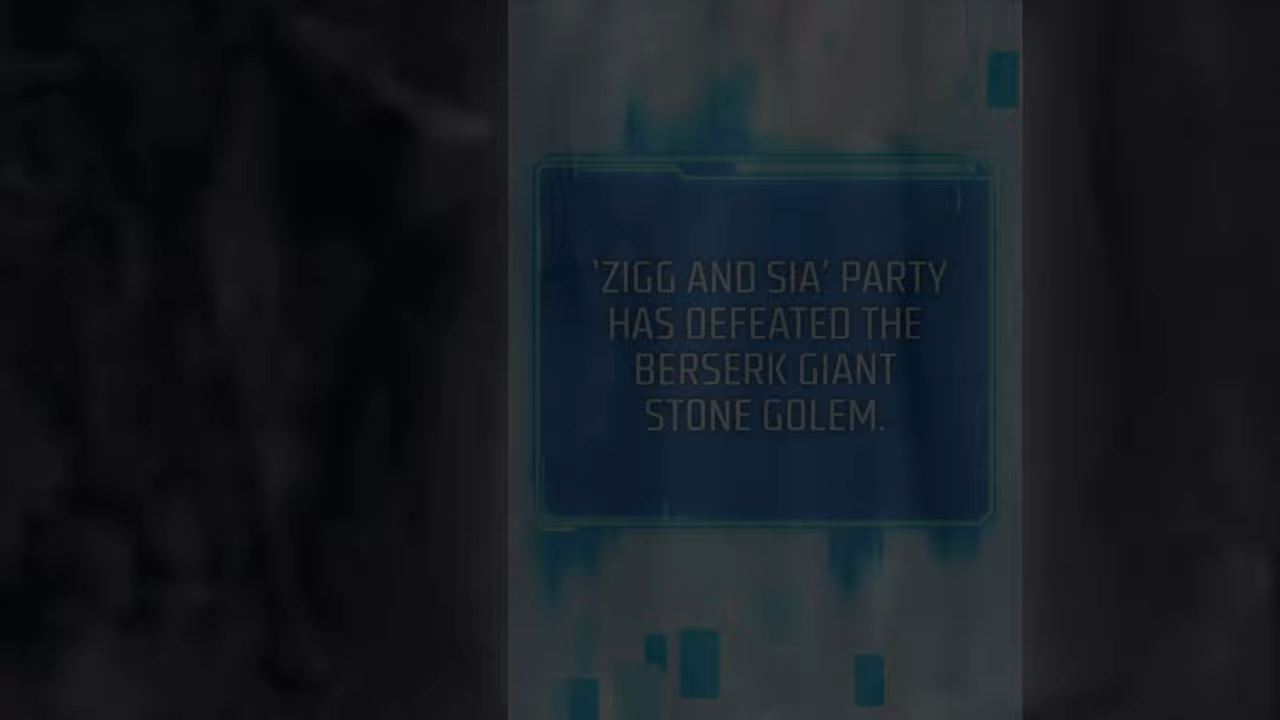 'ZIGG AND SIA' PARTY
HAS DEFEATED THE
BERSERK GIANT
STONE GOLEM.